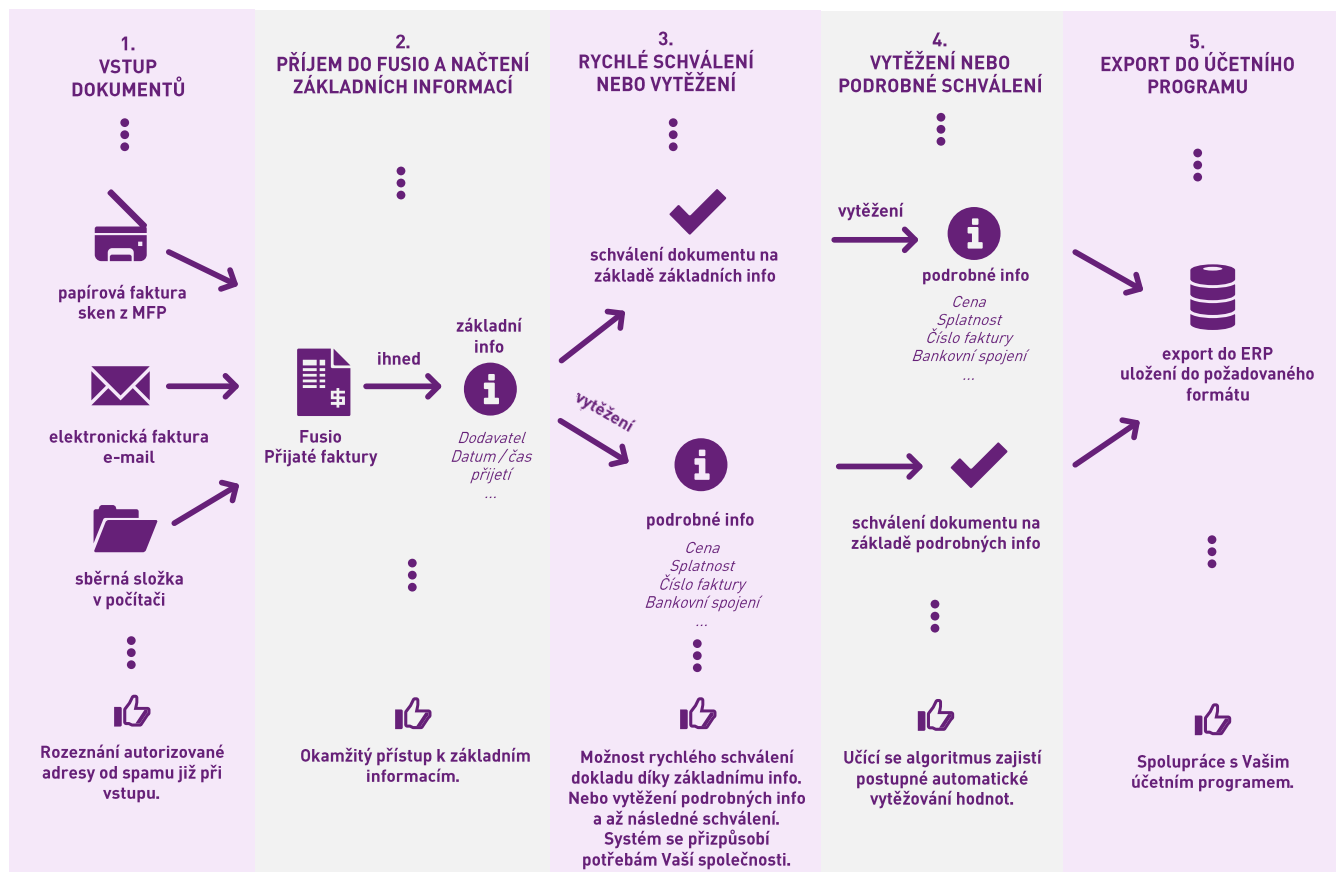 1.
VSTUP
DOKUMENTŮ
papírová faktura
sken z MFP
elektronická faktura
e-mail
sběrná složka
v počítači
Rozeznání autorizované
adresy od spamu již při
vstupu.
2.
PŘÍJEM DO FUSIO A NAČTENÍ
ZÁKLADNÍCH INFORMACÍ
Fusio
Přijaté faktury
ihned
základní
info
Dodavatel
Datum / čas
přijetí
...
Okamžitý přístup k základním
informacím.
3.
RYCHLÉ SCHVÁLENÍ
NEBO VYTĚŽENÍ
schválení dokumentu na
základě základních info
vytěžení
podrobné info
Cena
Splatnost
Číslo faktury
Bankovní spojení
...
Možnost rychlého schválení
dokladu díky základnímu info.
Nebo vytěžení podrobných info
a až následné schválení.
Systém se přizpůsobí
potřebám Vaší společnosti.
4.
VYTĚŽENÍ NEBO
PODROBNÉ SCHVÁLENÍ
vytěžení
podrobné info
Cena
Splatnost
Číslo faktury
Bankovní spojení
...
schválení dokumentu na
základě podrobných info
Učící se algoritmus zajistí
postupné automatické
vytěžování hodnot.
5.
EXPORT DO ÚČETNÍHO
PROGRAMU
export do ERP
uložení do požadovaného
formátu
Spolupráce s Vašim
účetním programem.